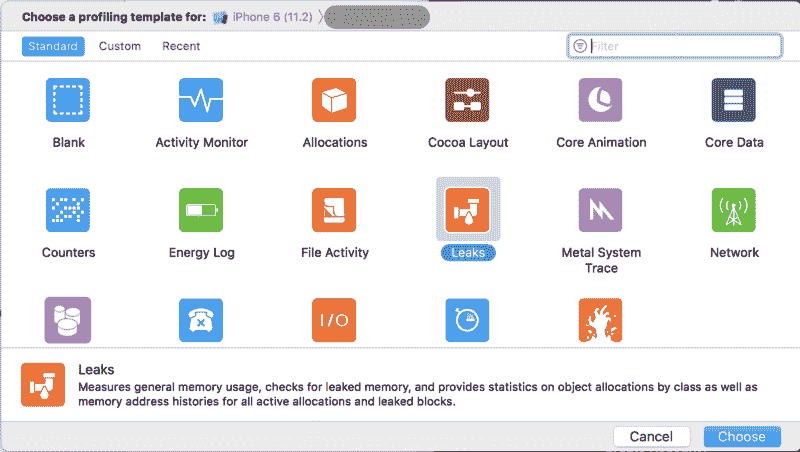 Choose a profiling template for: iPhone 6 (11.2)
Standard Custom Recent Filter
Blank Activity Monitor Allocations Cocoa Layout Core Animation Core Data
Counters Energy Log File Activity Leaks Metal System Trace Network
I/O
Leaks
Measures general memory usage, checks for leaked memory, and provides statistics on object allocations by class as well as
memory address histories for all active allocations and leaked blocks.
Cancel Choose